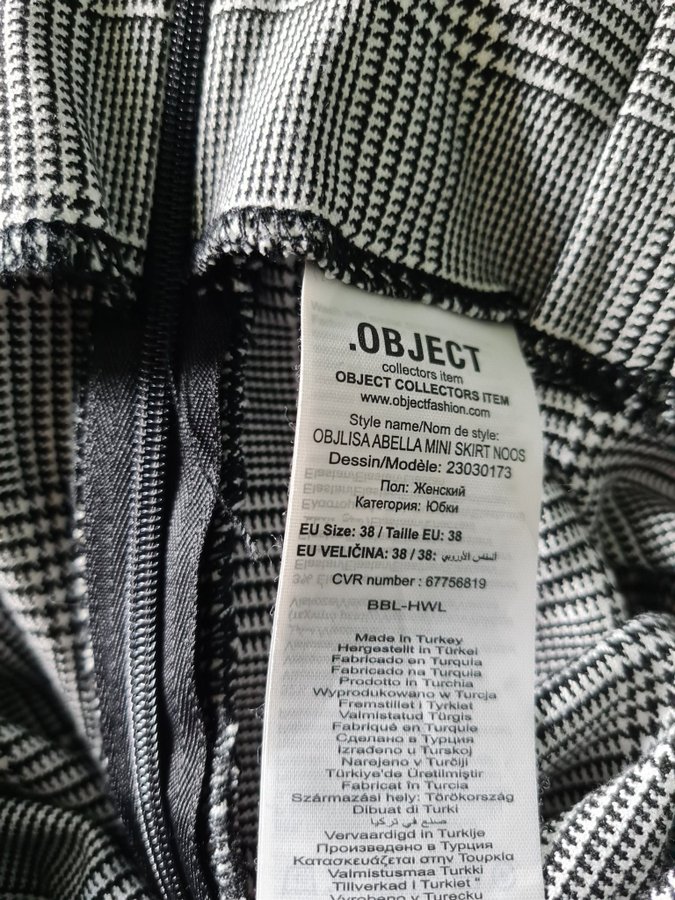 .OBJECT
collectors item
OBJECT COLLECTORS ITEM
www.objectfashion.com
Style name/Nom de style:
OBJLISA ABELLA MINI SKIRT NOOS
Dessin/Modèle: 23030173
Пол: Женский
Категория: Юбки
EU Size: 38 / Taille EU: 38
EU VELIČINA: 38 / 38: المقاس الأوروبي
CVR number : 67756819
BBL-HWL
Made in Turkey
Hergestellt in Türkei
Fabricado en Turquia
Fabricado na Turquia
Prodotto in Turchia
Wyprodukowano w Turcja
Fremstillet i Tyrkiet
Valmistatud Türgis
Fabriqué en Turquie
Сделано в Турция
Izrađeno u Turskoj
Narejeno v Turčiji
Türkiye'de Üretilmiştir
Fabricat în Turcia
Származási hely: Törökország
Dibuat di Turki
صنع في تركيا
Vervaardigd in Turkije
Произведено в Турция
Κατασκευάζεται στην Τουρκία
Valmistusmaa Turkki
Tillverkad i Turkiet "
Vyrobeno v Turecku